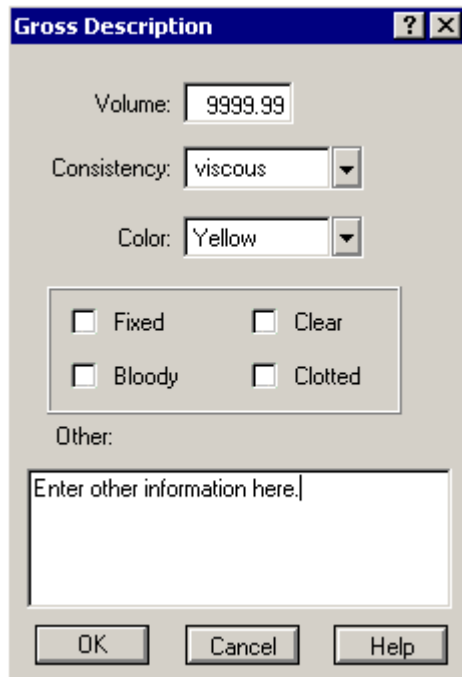 Gross Description
Volume: 9999.99
Consistency: viscous
Color: Yellow
Fixed Clear
Bloody Clotted
Other:
Enter other information here.
OK Cancel Help